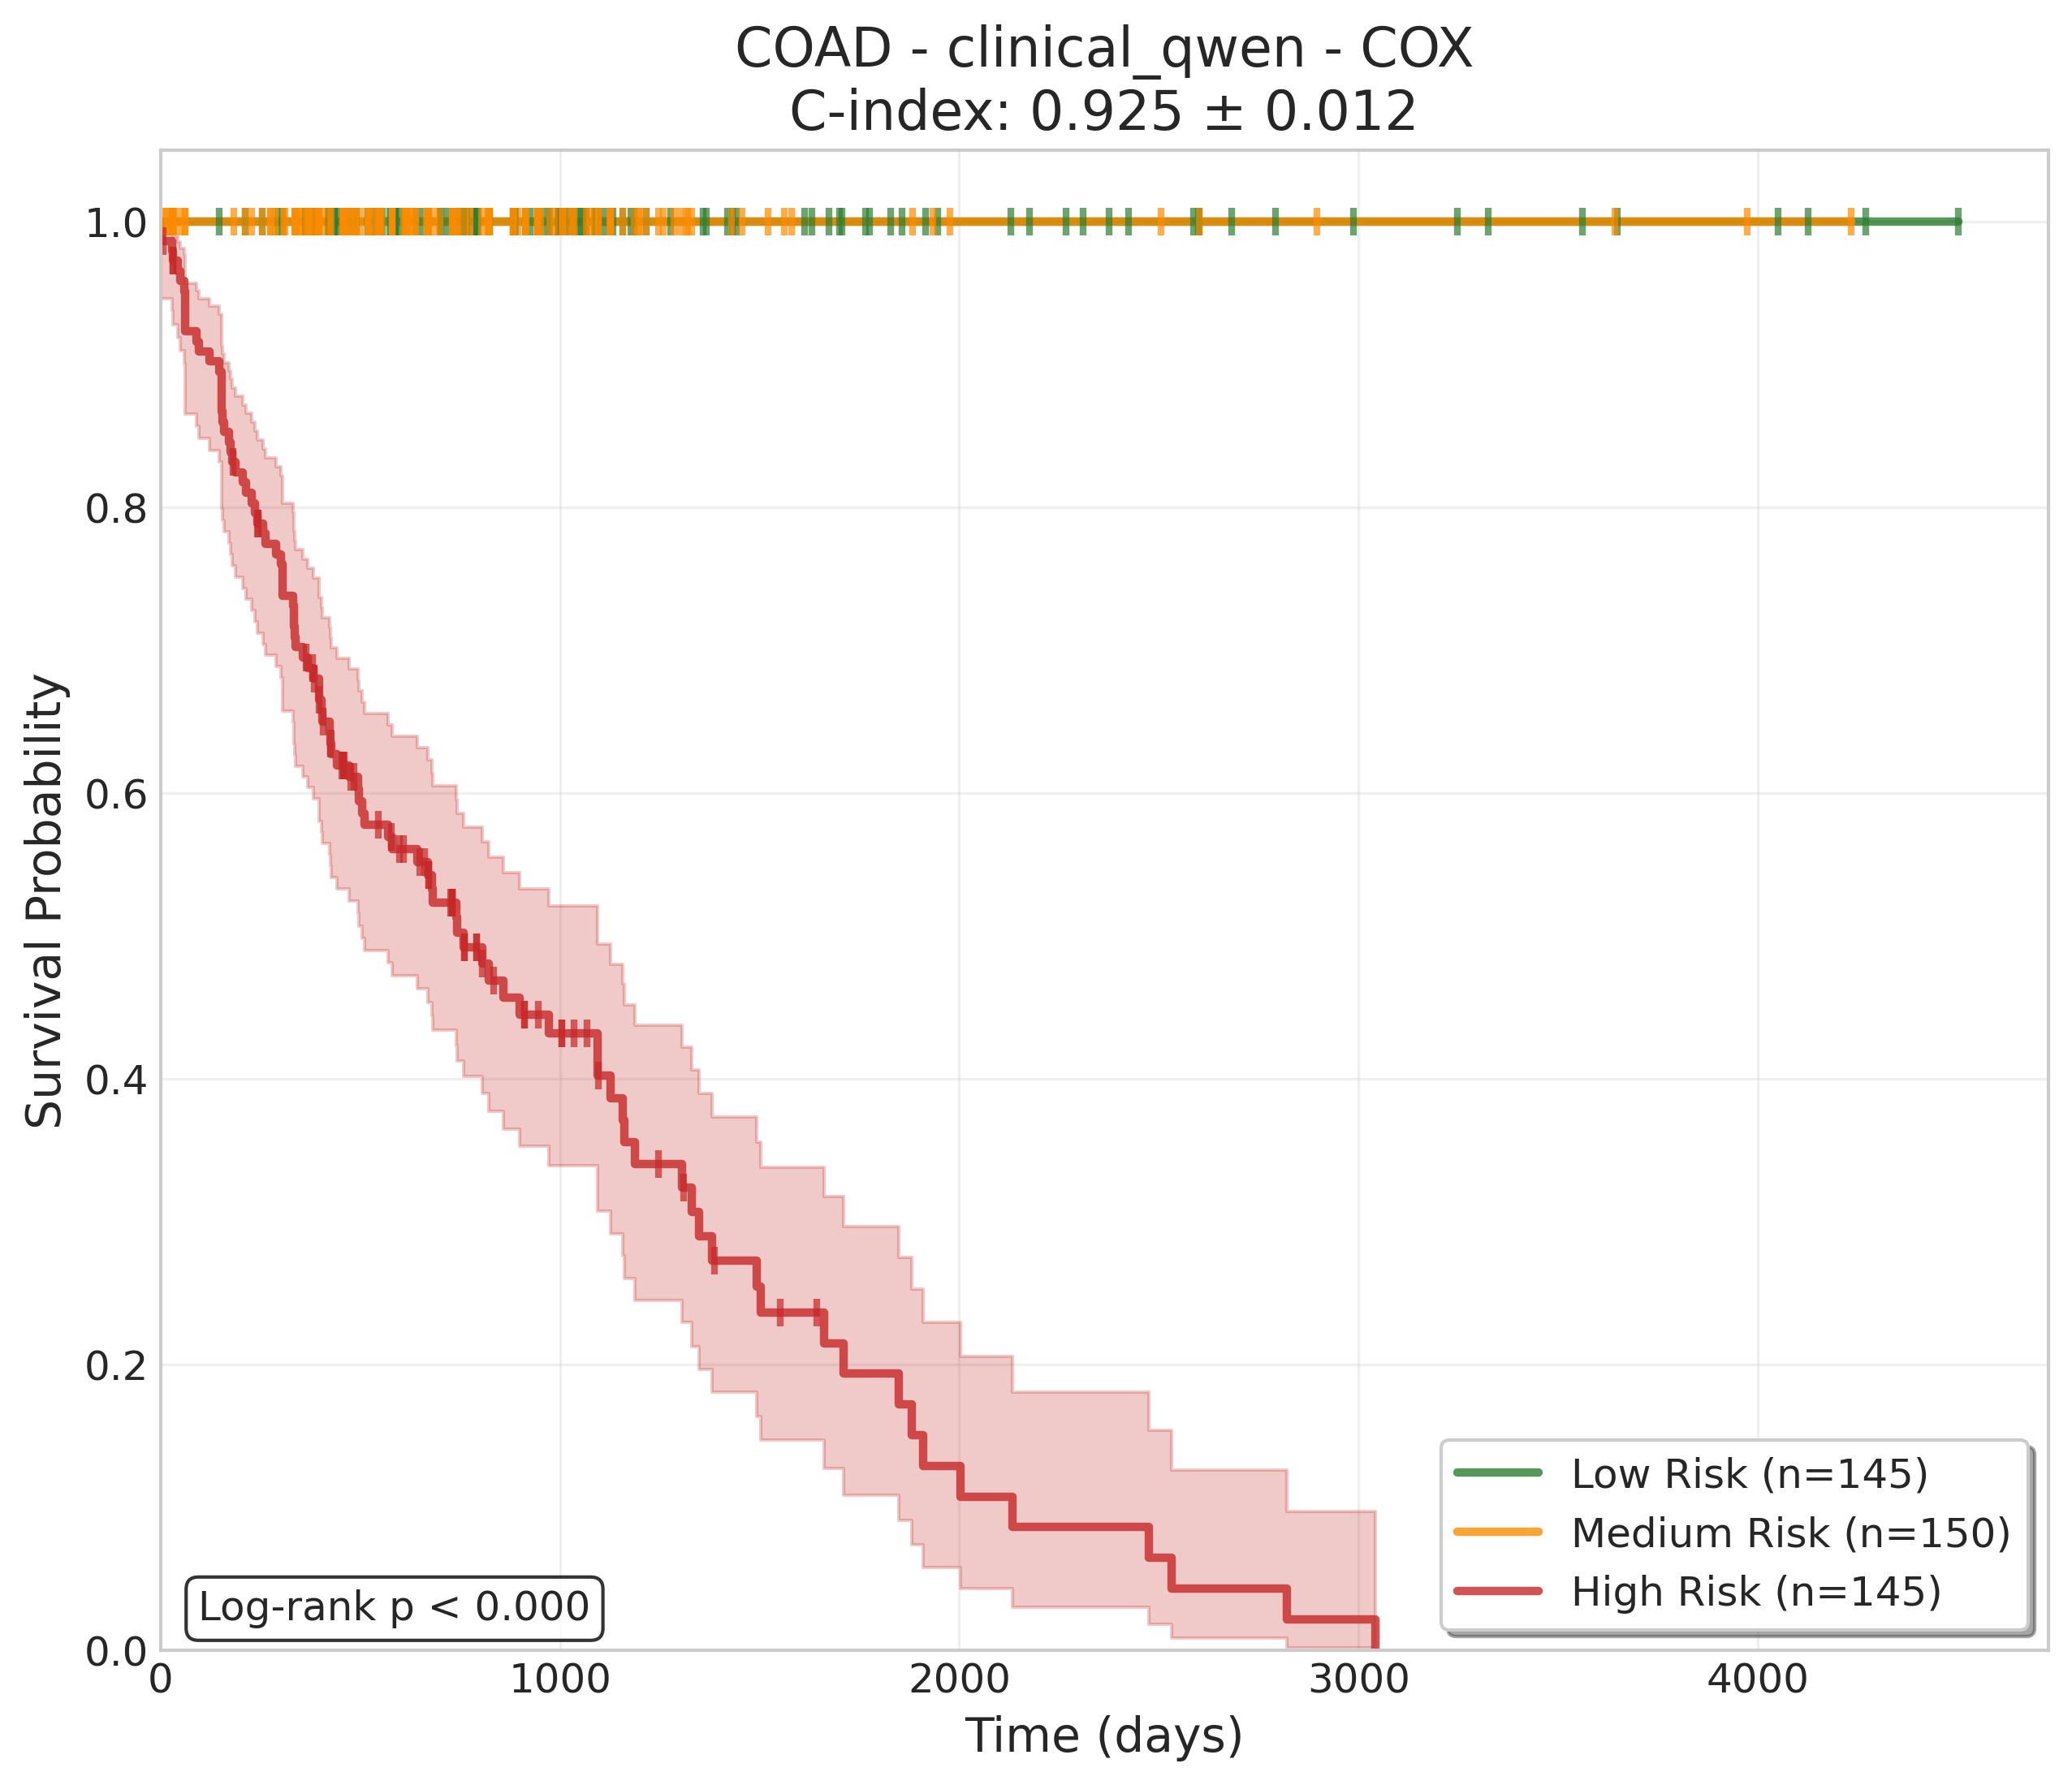 COAD - clinical_qwen - COX
C-index: 0.925 ± 0.012
Survival Probability
1.0
0.8
0.6
0.4
0.2
0.0
0
1000
2000
3000
4000
Time (days)
Log-rank p < 0.000
Low Risk (n=145)
Medium Risk (n=150)
High Risk (n=145)